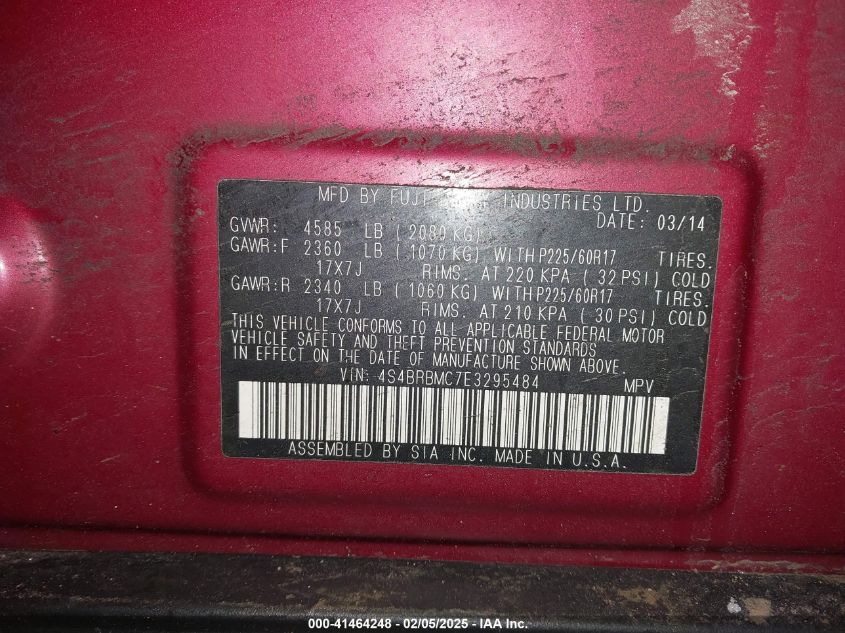 MFD BY FUJI INDUSTRIES LTD.
DATE: 03/14
GVWR: 4585 LB ( 2080 KG)
GAWR:F 2360 LB ( 1070 KG) WITH P225/60R17 TIRES.
17X7J RIMS. AT 220 KPA ( 32 PSI) COLD
GAWR:R 2340 LB ( 1060 KG) WITH P225/60R17 TIRES.
17X7J RIMS. AT 210 KPA ( 30 PSI) COLD
THIS VEHICLE CONFORMS TO ALL APPLICABLE FEDERAL MOTOR
VEHICLE SAFETY AND THEFT PREVENTION STANDARDS
IN EFFECT ON THE DATE OF MANUFACTURE SHOWN ABOVE.
VIN: 4S4BRBMC7E3295484 MPV
ASSEMBLED BY SIA INC. MADE IN U.S.A.
000-41464248 - 02/05/2025 - IAA Inc.